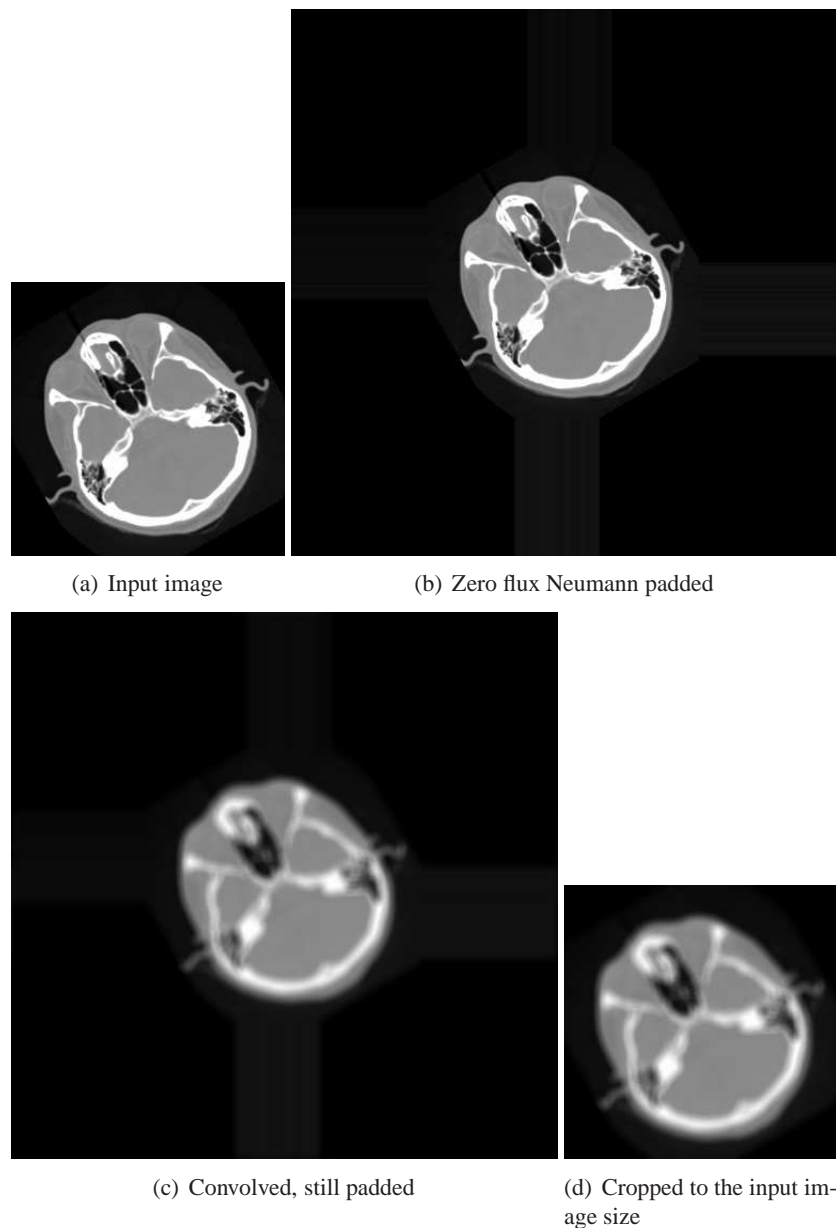 (a) Input image
(b) Zero flux Neumann padded
(c) Convolved, still padded
(d) Cropped to the input im-
age size